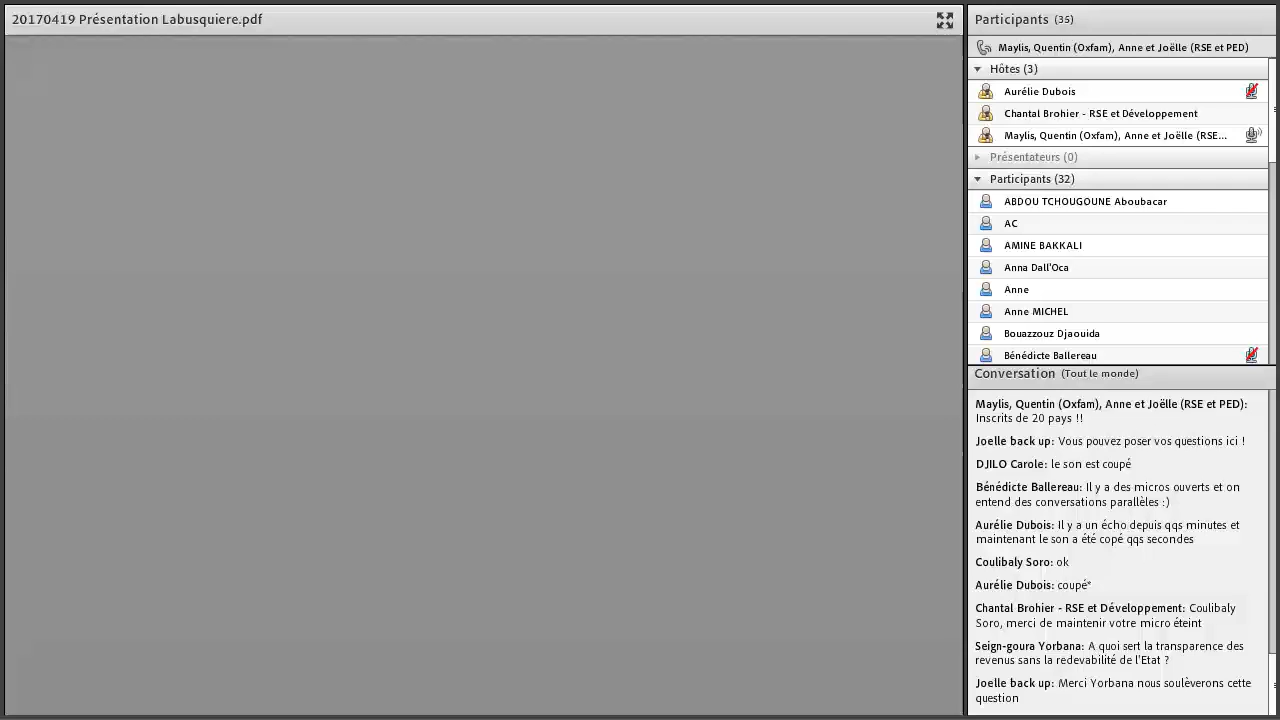 20170419 Présentation Labusquiere.pdf
Participants (35)
Maylis, Quentin (Oxfam), Anne et Joëlle (RSE et PED)
Hôtes (3)
Aurélie Dubois
Chantal Brohier - RSE et Développement
Maylis, Quentin (Oxfam), Anne et Joëlle (RSE...
Présentateurs (0)
Participants (32)
ABDOU TCHOUGOUNE Aboubacar
AC
AMINE BAKKALI
Anna Dall'Oca
Anne
Anne MICHEL
Bouazzouz Djaouida
Bénédicte Ballereau
Conversation (Tout le monde)
Maylis, Quentin (Oxfam), Anne et Joëlle (RSE et PED):
Inscrits de 20 pays !!
Joelle back up: Vous pouvez poser vos questions ici !
DJILO Carole: le son est coupé
Bénédicte Ballereau: Il y a des micros ouverts et on
entend des conversations parallèles :)
Aurélie Dubois: Il y a un écho depuis qqs minutes et
maintenant le son a été copé qqs secondes
Coulibaly Soro: ok
Aurélie Dubois: coupé*
Chantal Brohier - RSE et Développement: Coulibaly
Soro, merci de maintenir votre micro éteint
Seign-goura Yorbana: A quoi sert la transparence des
revenus sans la redevabilité de l'Etat ?
Joelle back up: Merci Yorbana nous soulèverons cette
question